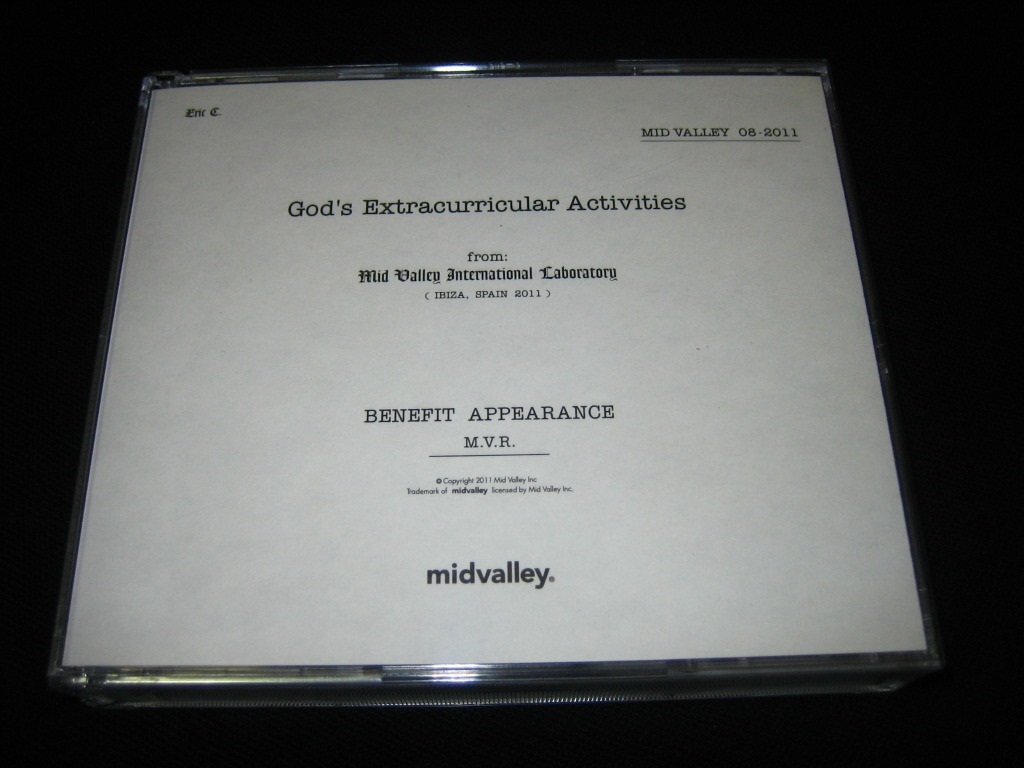 Eric C.
MID VALLEY 08-2011
God's Extracurricular Activities
from:
Mid Valley International Laboratory
( IBIZA, SPAIN 2011 )
BENEFIT APPEARANCE
M.V.R.
© Copyright 2011 Mid Valley Inc
Trademark of midvalley licensed by Mid Valley Inc.
midvalley®